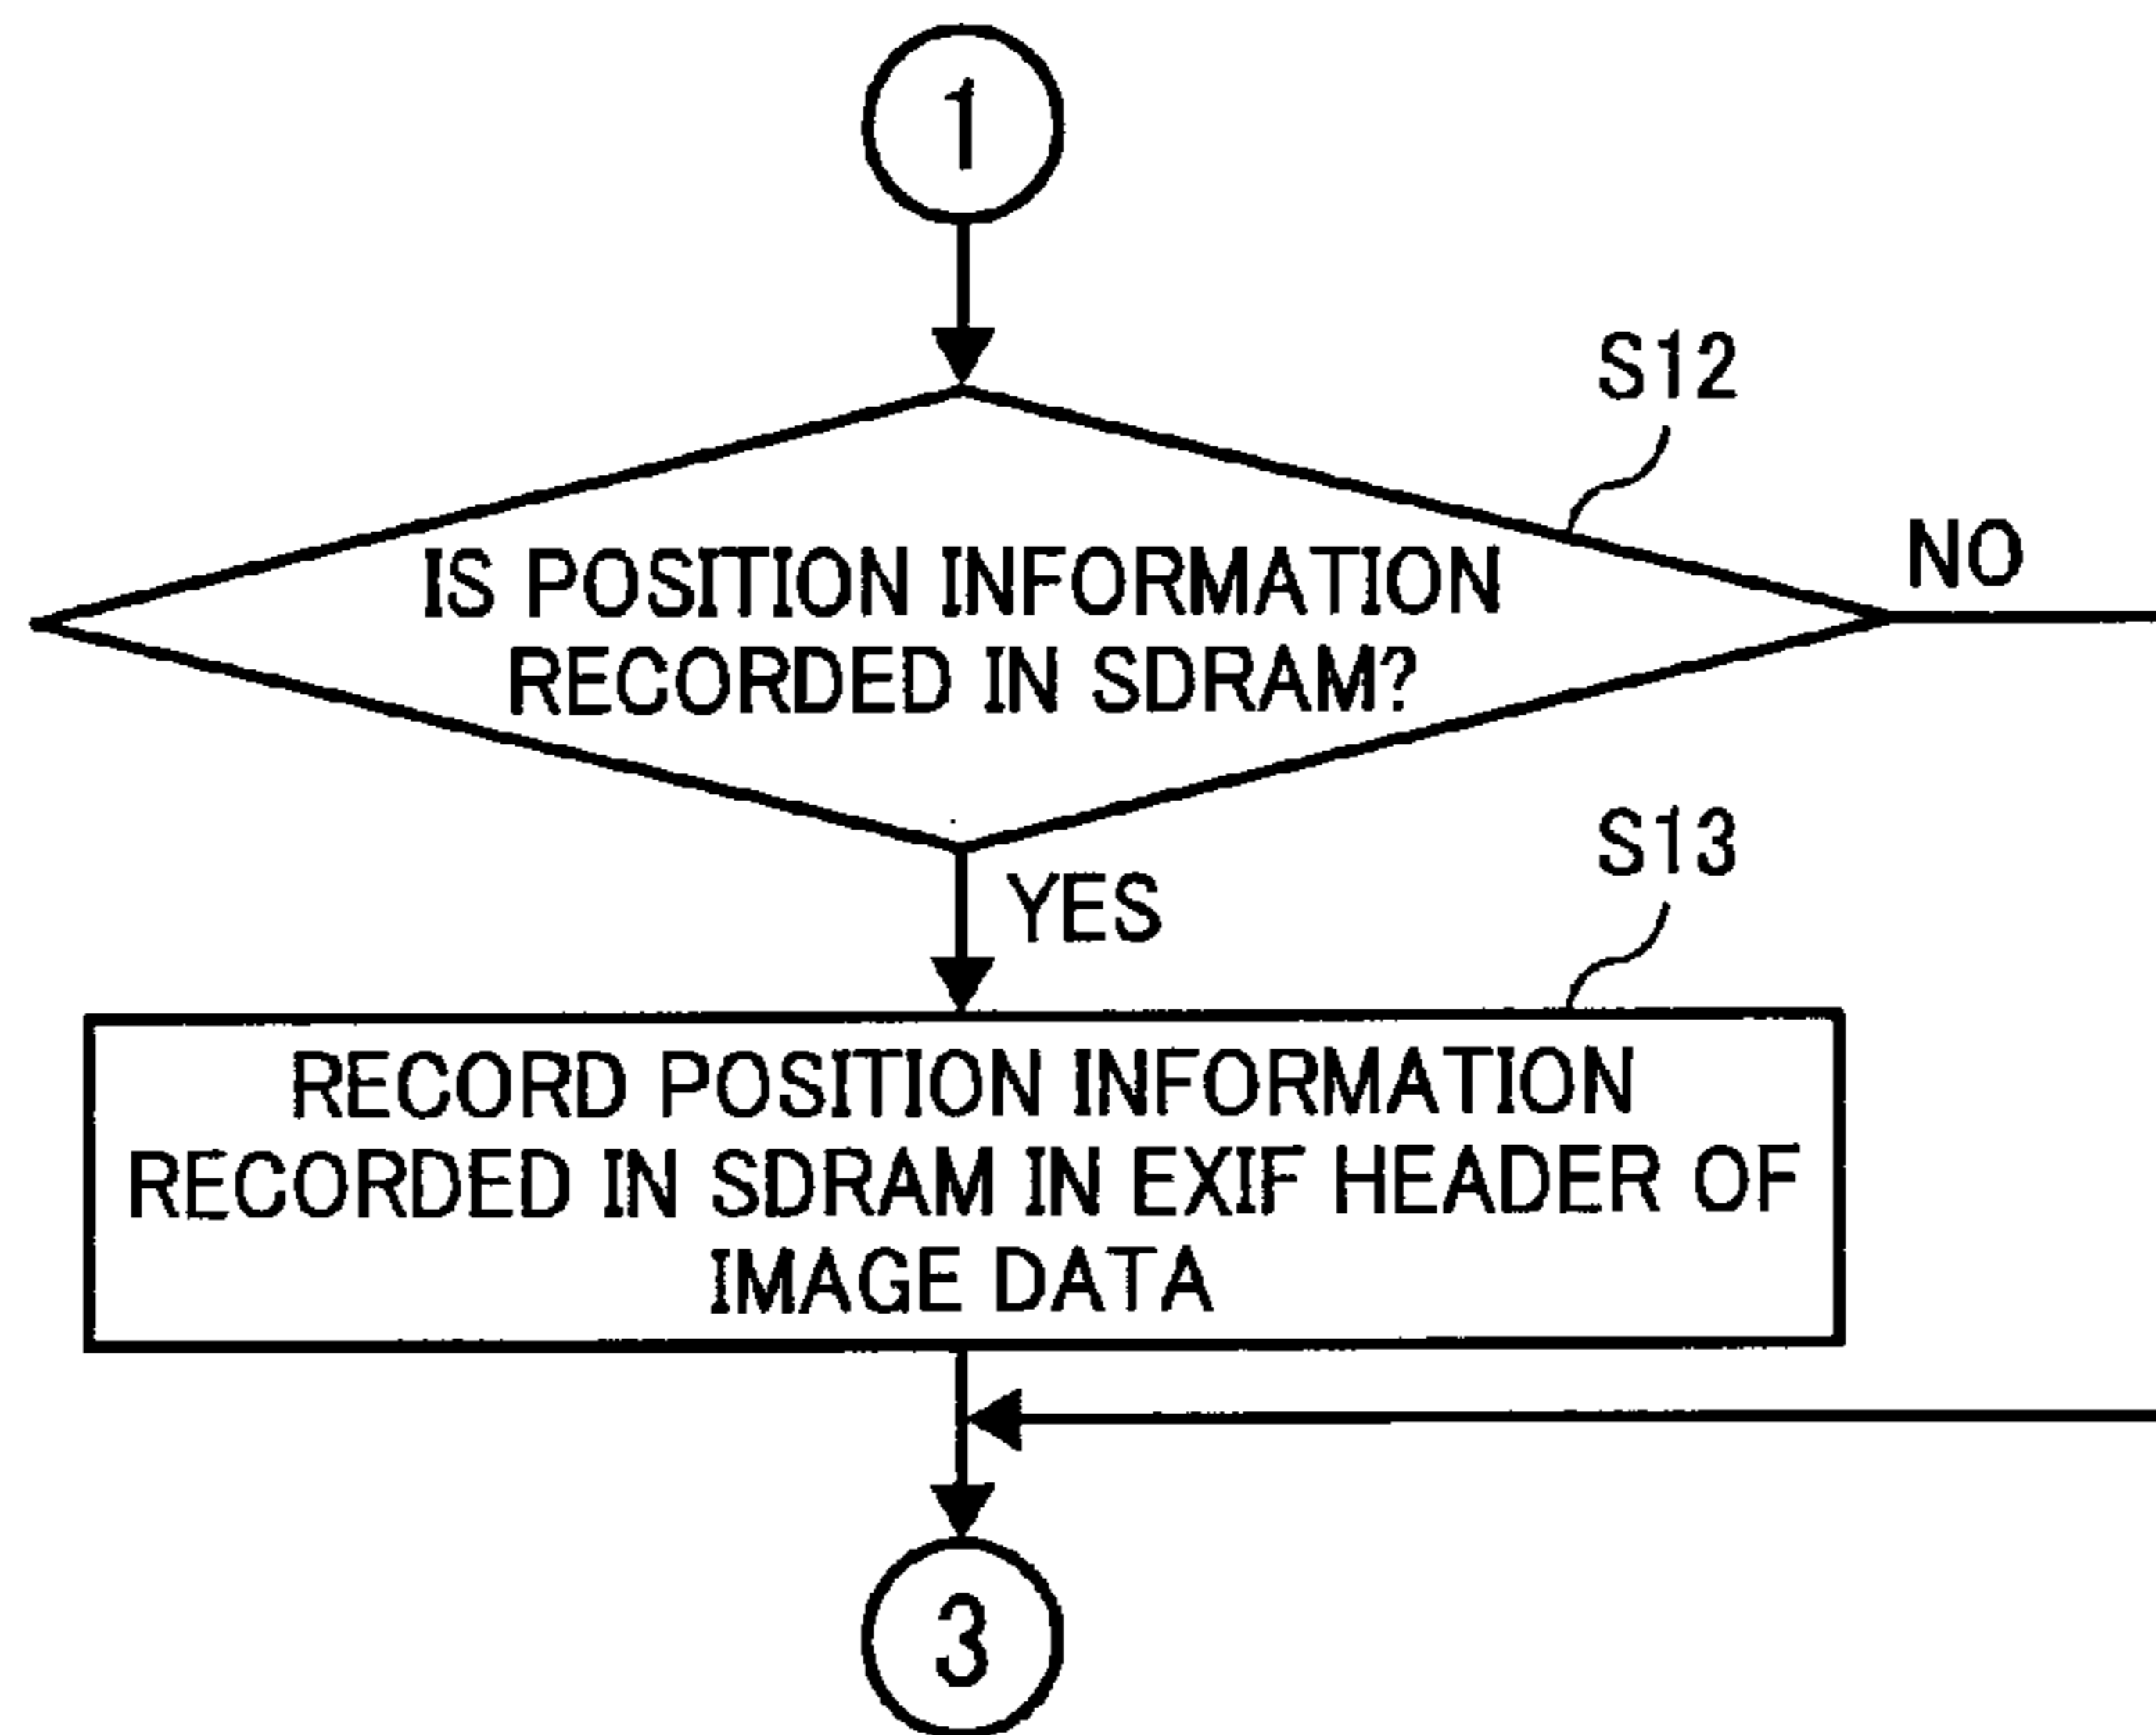 1
S12
IS POSITION INFORMATION
RECORDED IN SDRAM?
NO
YES
S13
RECORD POSITION INFORMATION
RECORDED IN SDRAM IN EXIF HEADER OF
IMAGE DATA
3